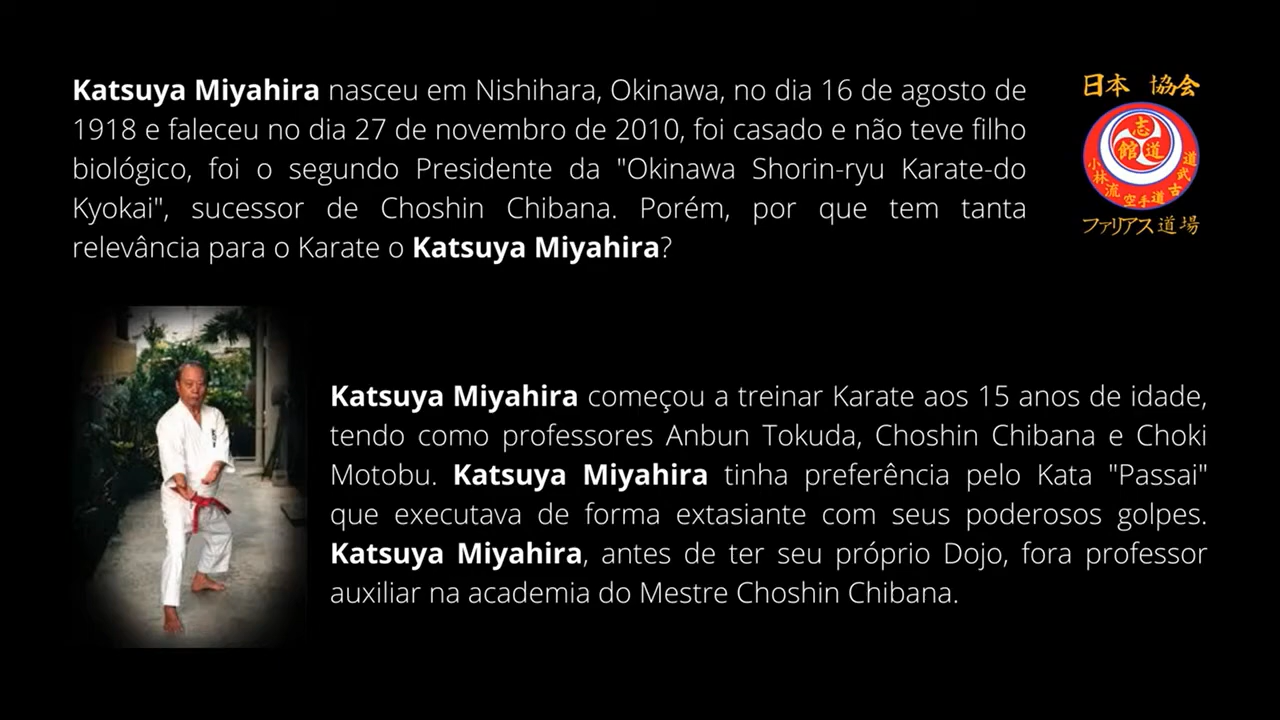 Katsuya Miyahira nasceu em Nishihara, Okinawa, no dia 16 de agosto de
1918 e faleceu no dia 27 de novembro de 2010, foi casado e não teve filho
biológico, foi o segundo Presidente da "Okinawa Shorin-ryu Karate-do
Kyokai", sucessor de Choshin Chibana. Porém, por que tem tanta
relevância para o Karate o Katsuya Miyahira?
日本 協会
志
館道
小林流空手道古武道
ファリアス道場
Katsuya Miyahira começou a treinar Karate aos 15 anos de idade,
tendo como professores Anbun Tokuda, Choshin Chibana e Choki
Motobu. Katsuya Miyahira tinha preferência pelo Kata "Passai"
que executava de forma extasiante com seus poderosos golpes.
Katsuya Miyahira, antes de ter seu próprio Dojo, fora professor
auxiliar na academia do Mestre Choshin Chibana.